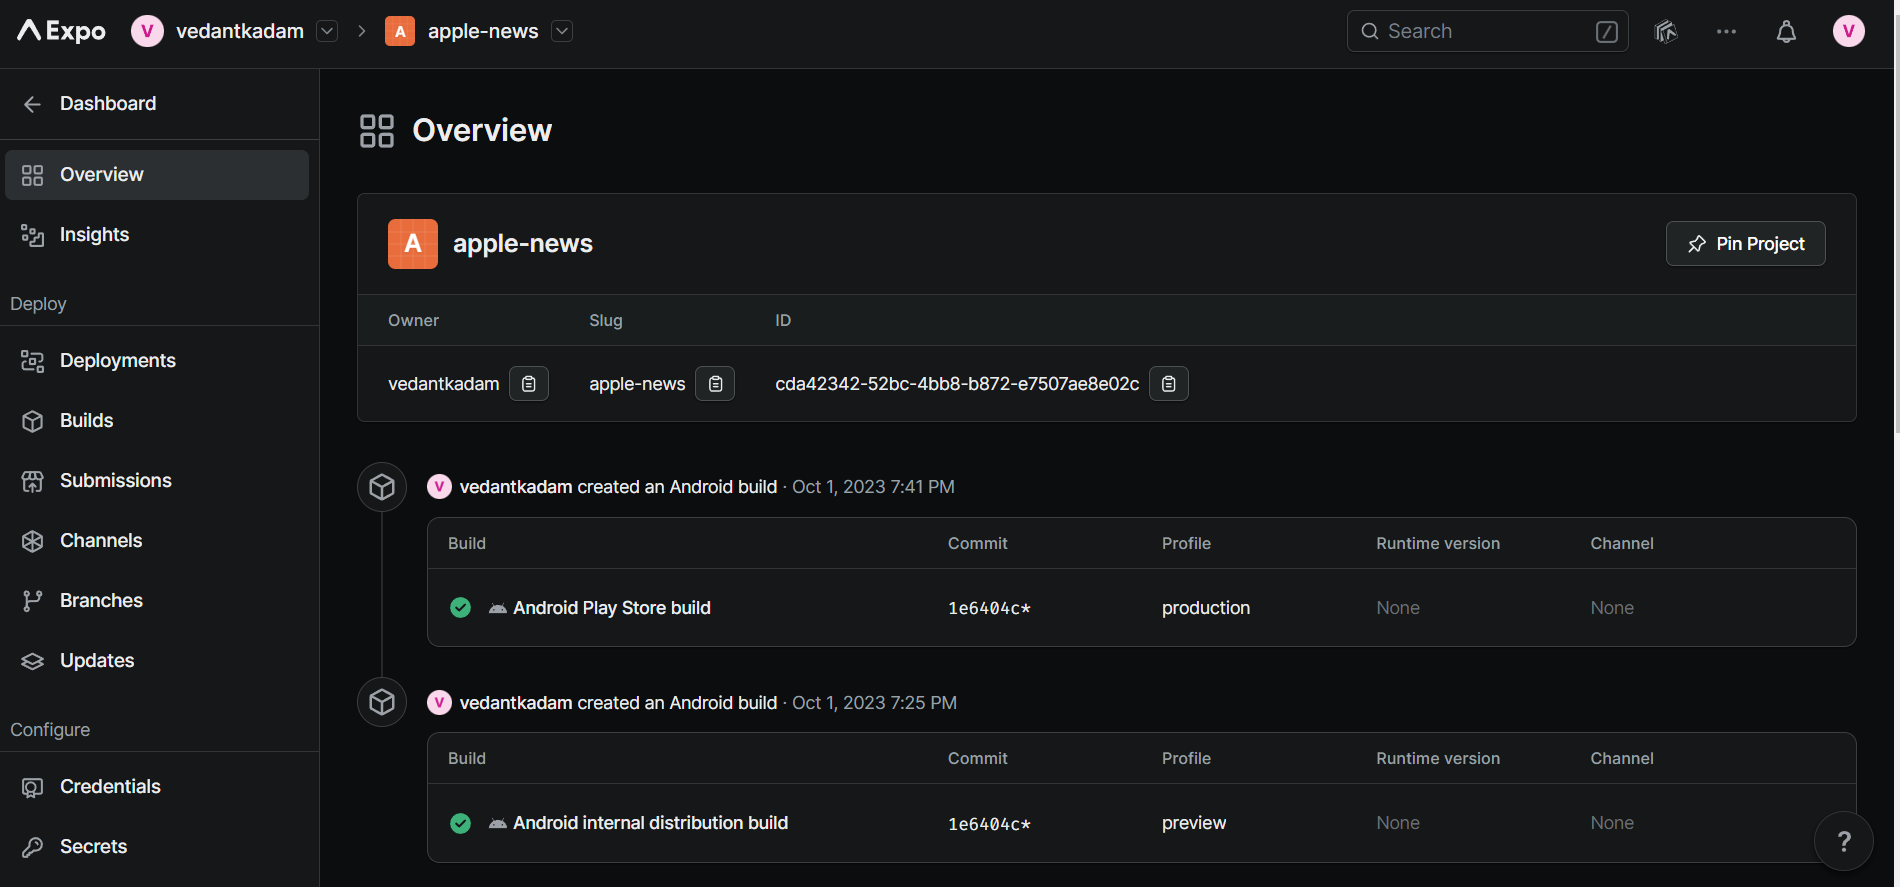 Expo V vedantkadam A apple-news Search /  V
Dashboard
Overview
Insights
Deploy
Deployments
Builds
Submissions
Channels
Branches
Updates
Configure
Credentials
Secrets
Overview
A apple-news Pin Project
Owner Slug ID
vedantkadam apple-news cda42342-52bc-4bb8-b872-e7507ae8e02c
V vedantkadam created an Android build · Oct 1, 2023 7:41 PM
Build Commit Profile Runtime version Channel
Android Play Store build 1e6404c* production None None
V vedantkadam created an Android build · Oct 1, 2023 7:25 PM
Build Commit Profile Runtime version Channel
Android internal distribution build 1e6404c* preview None None
?